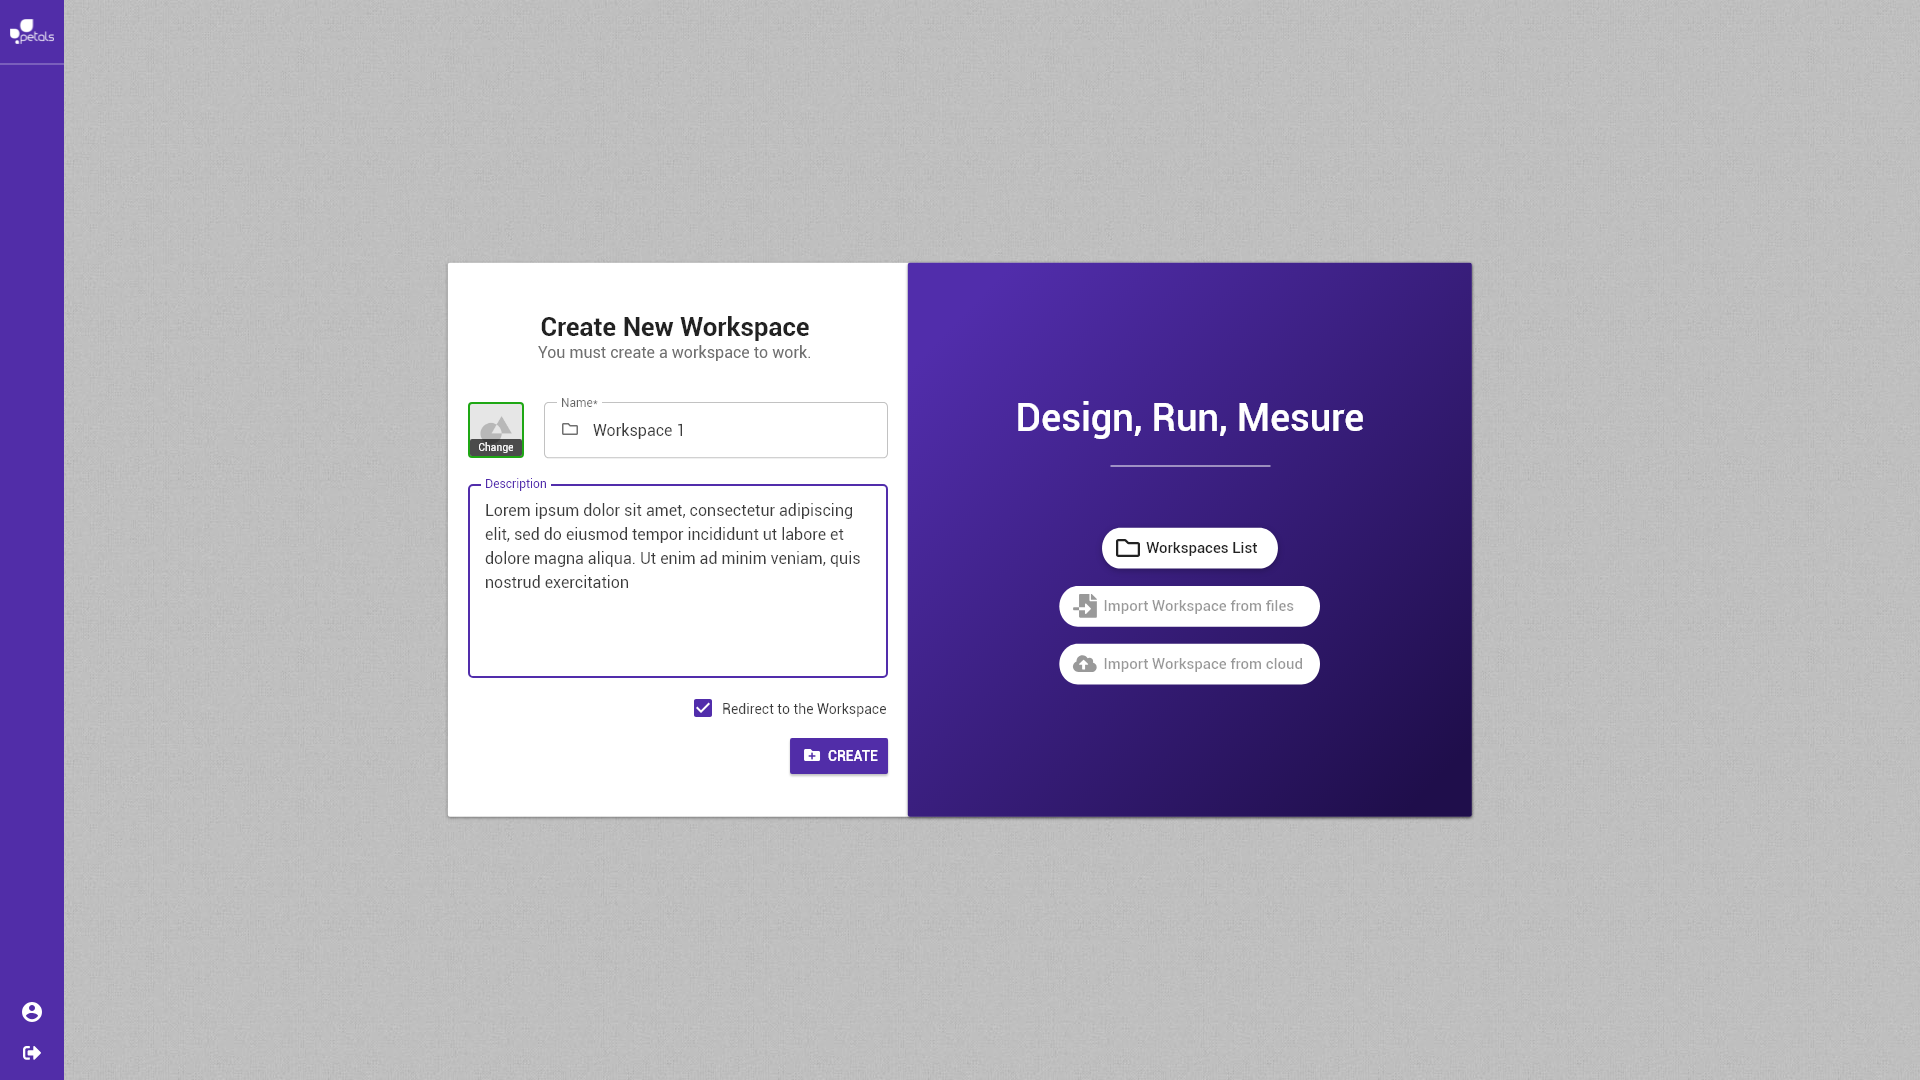 petals
Create New Workspace
You must create a workspace to work.
Name*
Change
Workspace 1
Description
Lorem ipsum dolor sit amet, consectetur adipiscing
elit, sed do eiusmod tempor incididunt ut labore et
dolore magna aliqua. Ut enim ad minim veniam, quis
nostrud exercitation
Redirect to the Workspace
CREATE
Design, Run, Mesure
Workspaces List
Import Workspace from files
Import Workspace from cloud